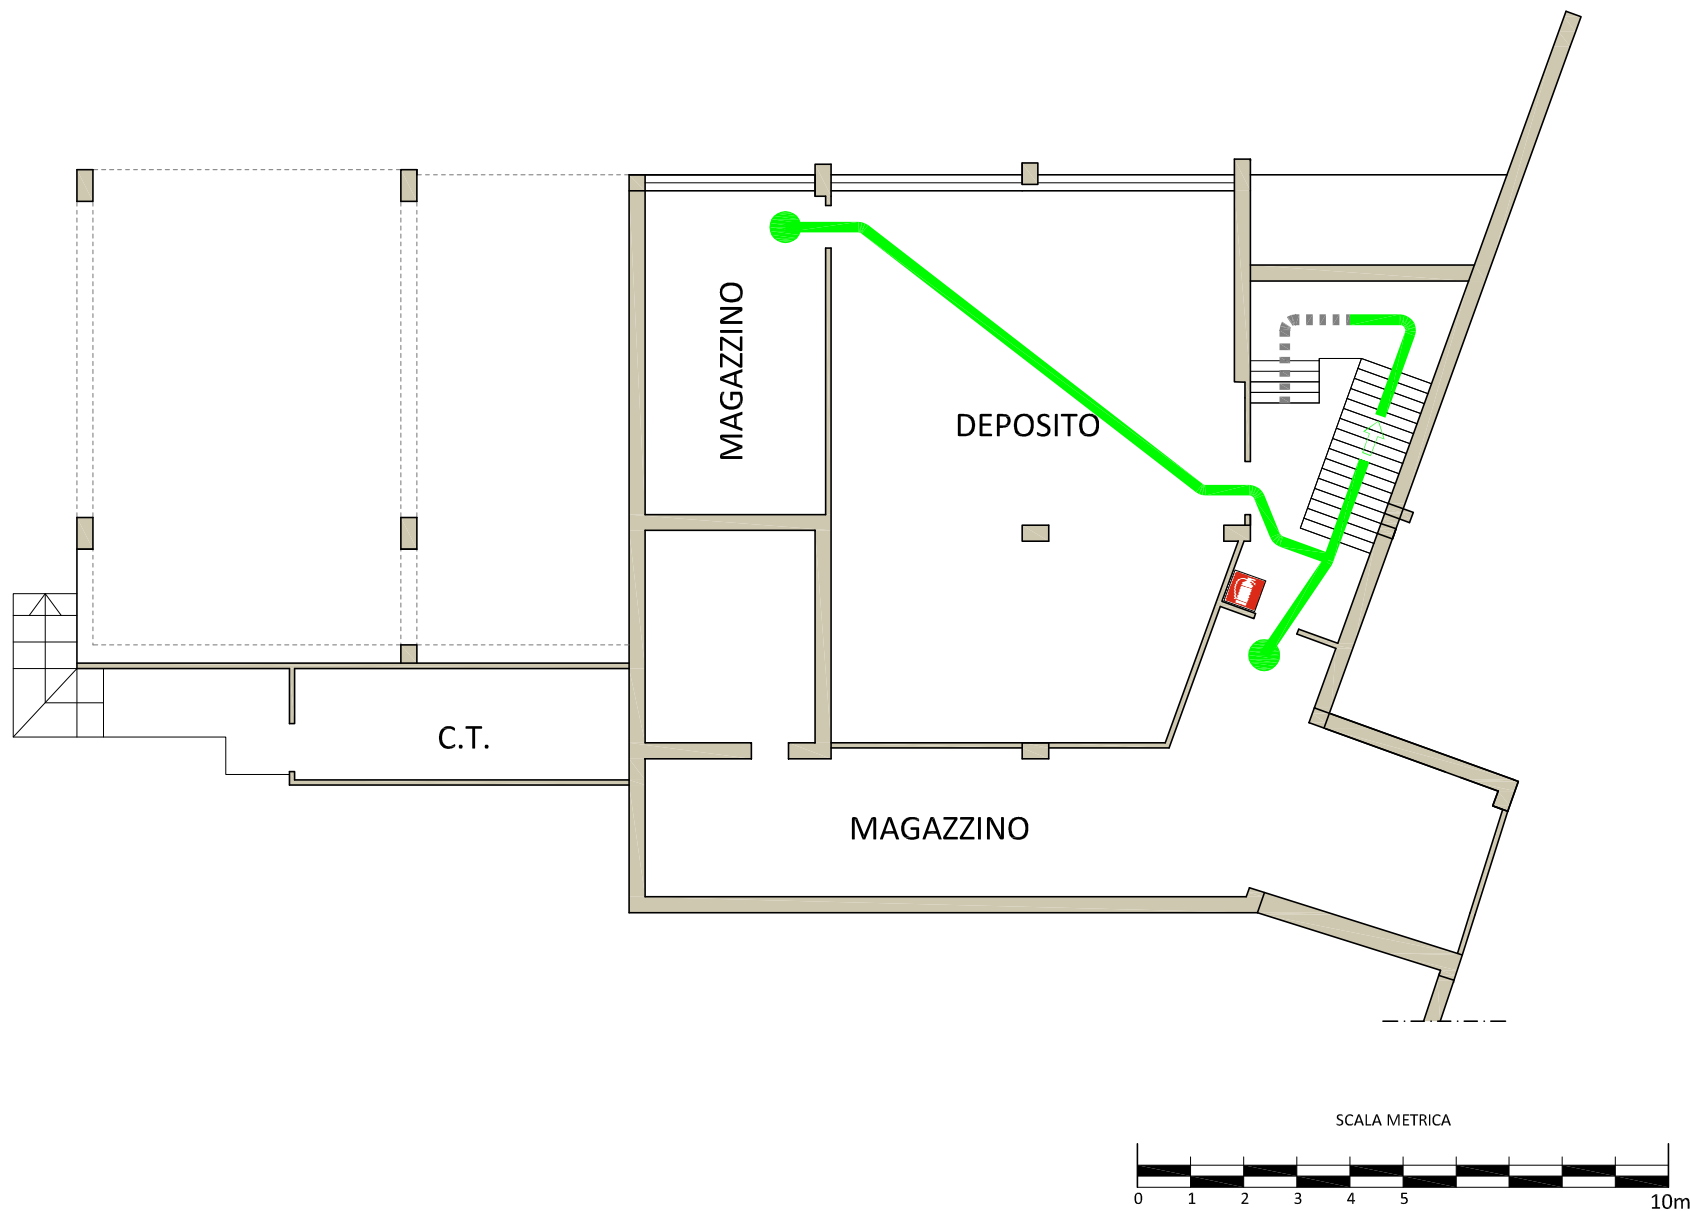 MAGAZZINO
DEPOSITO
C.T.
MAGAZZINO
SCALA METRICA
0 1 2 3 4 5 10m